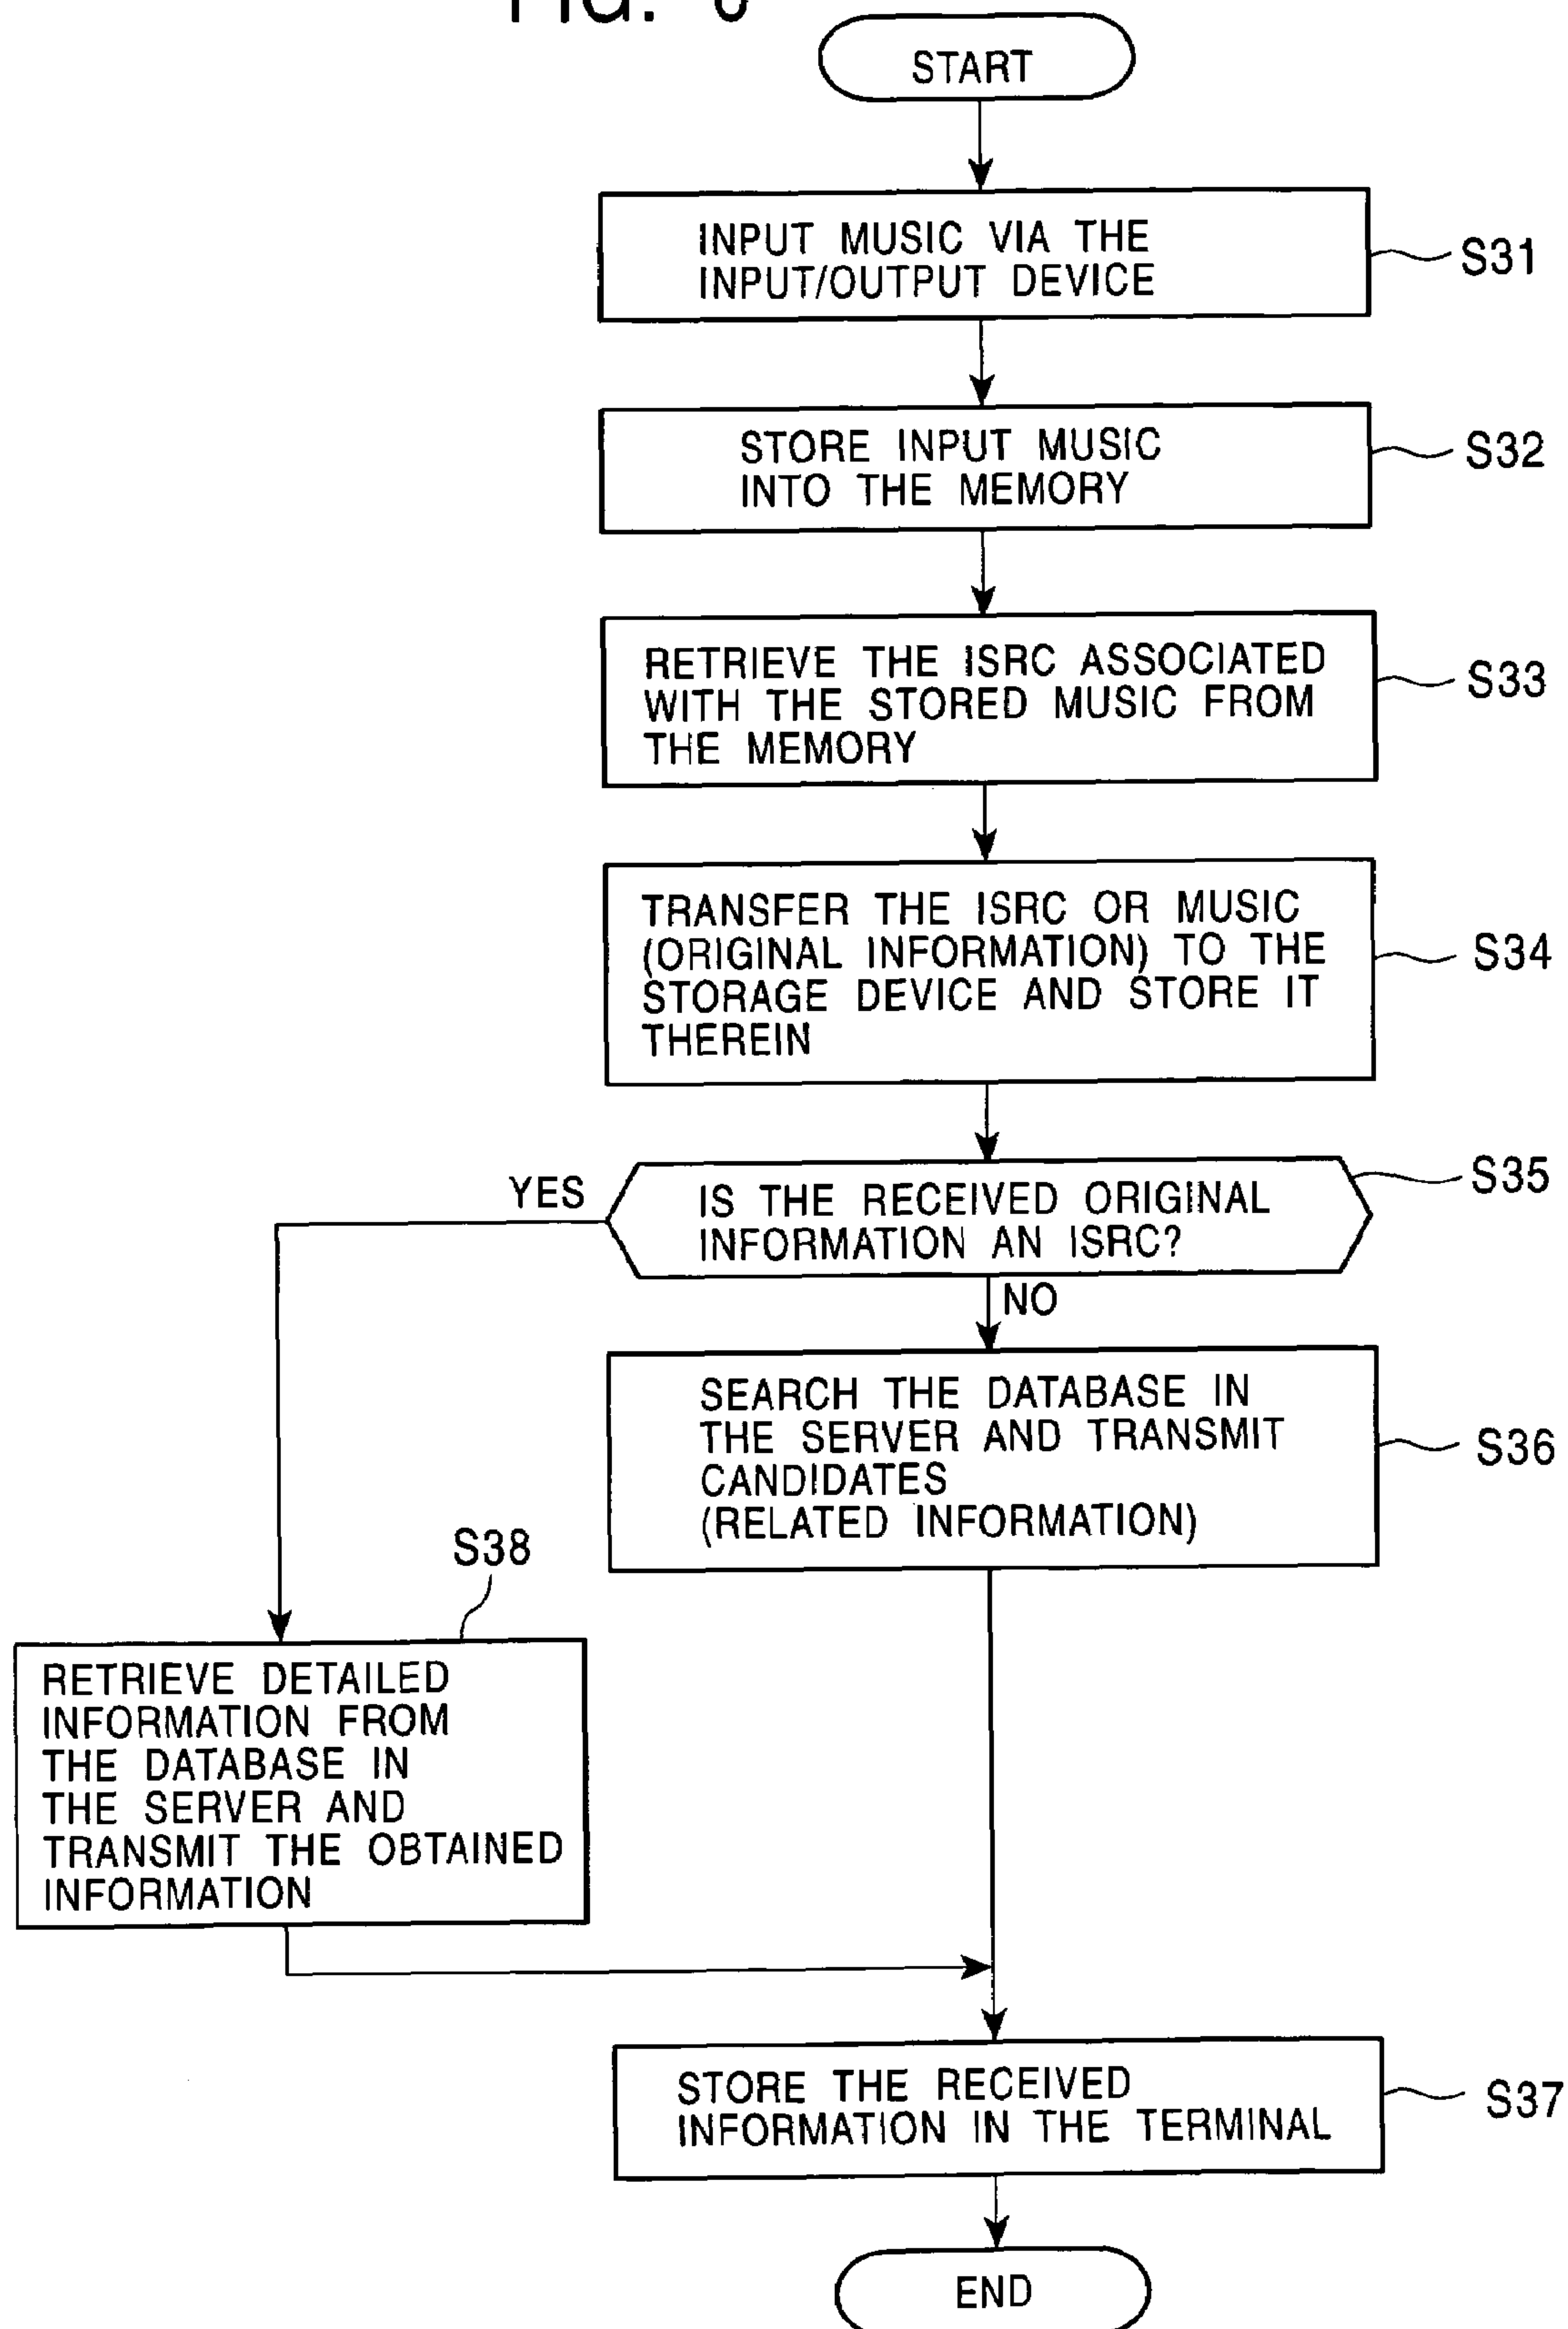 FIG.
START
INPUT MUSIC VIA THE
INPUT/OUTPUT DEVICE
S31
STORE INPUT MUSIC
INTO THE MEMORY
S32
RETRIEVE THE ISRC ASSOCIATED
WITH THE STORED MUSIC FROM
THE MEMORY
S33
TRANSFER THE ISRC OR MUSIC
(ORIGINAL INFORMATION) TO THE
STORAGE DEVICE AND STORE IT
THEREIN
S34
YES
IS THE RECEIVED ORIGINAL
INFORMATION AN ISRC?
S35
NO
SEARCH THE DATABASE IN
THE SERVER AND TRANSMIT
CANDIDATES
(RELATED INFORMATION)
S36
S38
RETRIEVE DETAILED
INFORMATION FROM
THE DATABASE IN
THE SERVER AND
TRANSMIT THE OBTAINED
INFORMATION
STORE THE RECEIVED
INFORMATION IN THE TERMINAL
S37
END